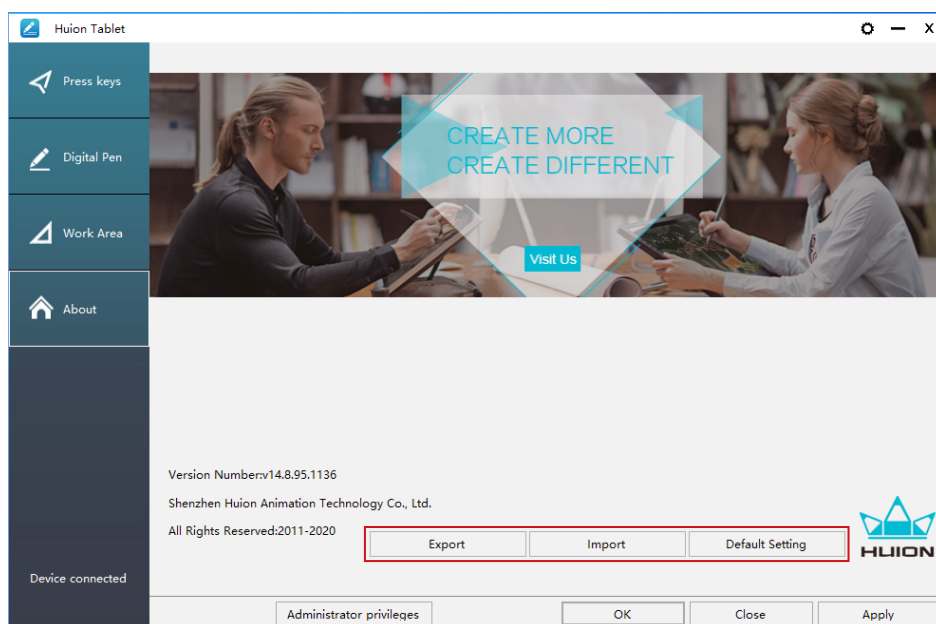 Huion Tablet
X
Press keys
Digital Pen
Work Area
About
CREATE MORE
CREATE DIFFERENT
Visit Us
Version Number:v14.8.95.1136
Shenzhen Huion Animation Technology Co., Ltd.
All Rights Reserved:2011-2020
Export
Import
Default Setting
HUION
Device connected
Administrator privileges
OK
Close
Apply